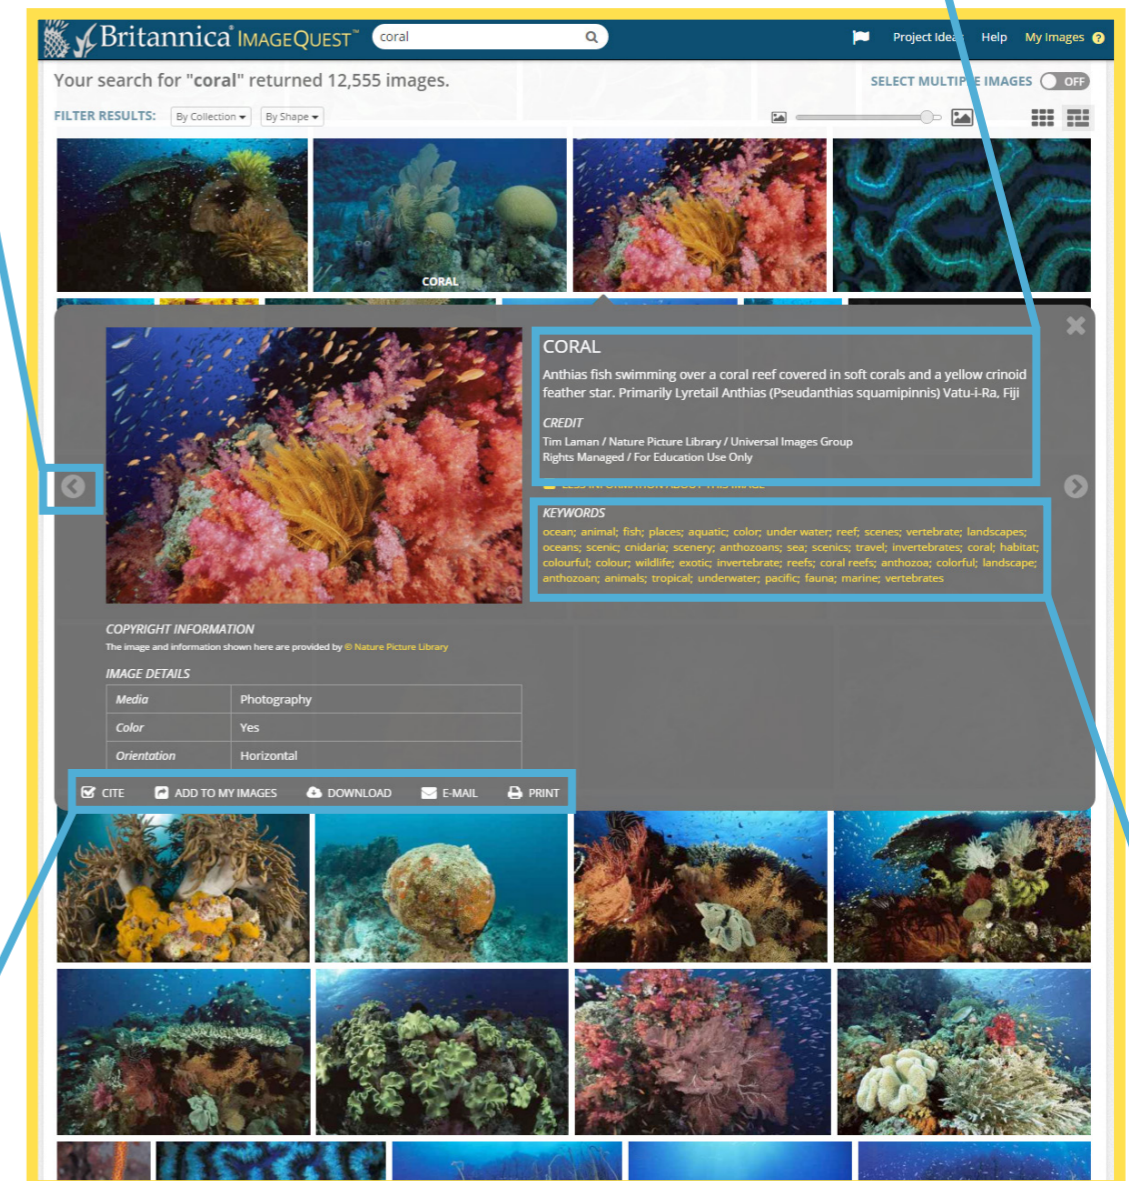 Britannica® IMAGEQUEST™ coral Project Ideas Help My Images ?
Your search for "coral" returned 12,555 images. SELECT MULTIPLE IMAGES OFF
FILTER RESULTS: By Collection By Shape
CORAL
CORAL
Anthias fish swimming over a coral reef covered in soft corals and a yellow crinoid
feather star. Primarily Lyretail Anthias (Pseudanthias squamipinnis) Vatu-i-Ra, Fiji
CREDIT
Tim Laman / Nature Picture Library / Universal Images Group
Rights Managed / For Education Use Only
LESS INFORMATION ABOUT THIS IMAGE
KEYWORDS
ocean; animal; fish; places; aquatic; color; under water; reef; scenes; vertebrate; landscapes;
oceans; scenic; cnidaria; scenery; anthozoans; sea; scenics; travel; invertebrates; coral; habitat;
colourful; colour; wildlife; exotic; invertebrate; reefs; coral reefs; anthozoa; colorful; landscape;
anthozoan; animals; tropical; underwater; pacific; fauna; marine; vertebrates
COPYRIGHT INFORMATION
The image and information shown here are provided by © Nature Picture Library
IMAGE DETAILS
Media Photography
Color Yes
Orientation Horizontal
CITE ADD TO MY IMAGES DOWNLOAD E-MAIL PRINT